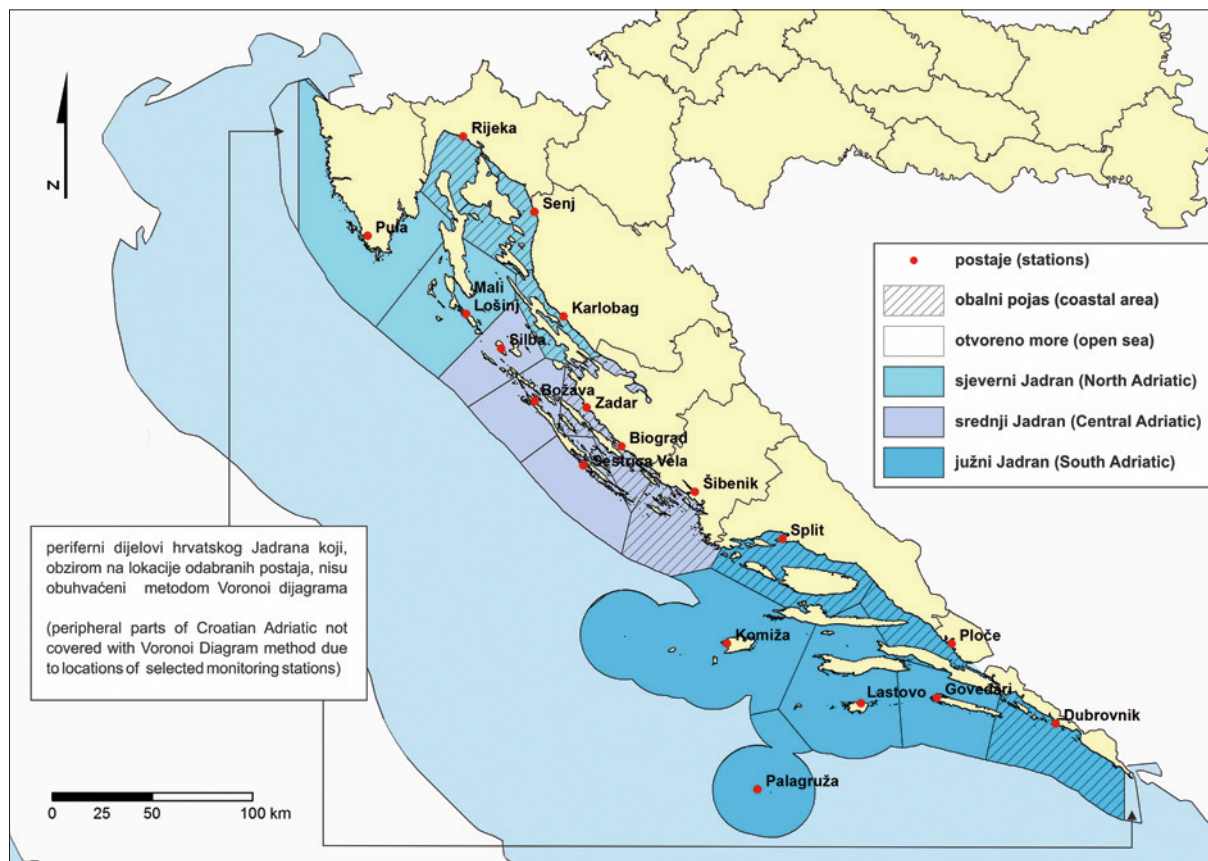 Rijeka
Senj
Pula
Mali
Lošinj
Karlobag
Silba
Božava
Zadar
Biograd
Sestrica Vela
Šibenik
Split
Komiža
Ploče
Lastovo
Goveđari
Dubrovnik
Palagruža
N
postaje (stations)
obalni pojas (coastal area)
otvoreno more (open sea)
sjeverni Jadran (North Adriatic)
srednji Jadran (Central Adriatic)
južni Jadran (South Adriatic)
periferni dijelovi hrvatskog Jadrana koji,
obzirom na lokacije odabranih postaja, nisu
obuhvaćeni metodom Voronoi dijagrama
(peripheral parts of Croatian Adriatic not
covered with Voronoi Diagram method due
to locations of selected monitoring stations)
0 25 50 100 km